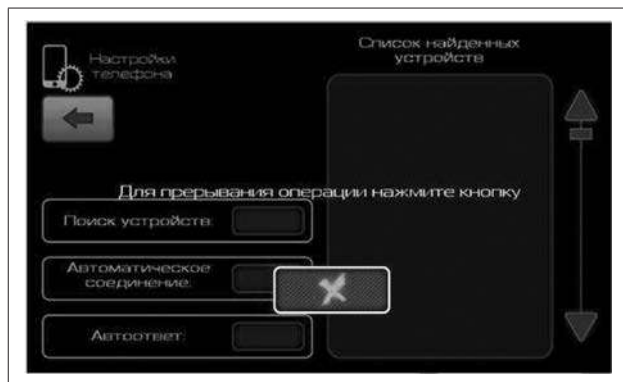 Настройки
телефона
Список найденных
устройств
Для прерывания операции нажмите кнопку
Поиск устройств:
Автоматическое
соединение:
Автоответ: